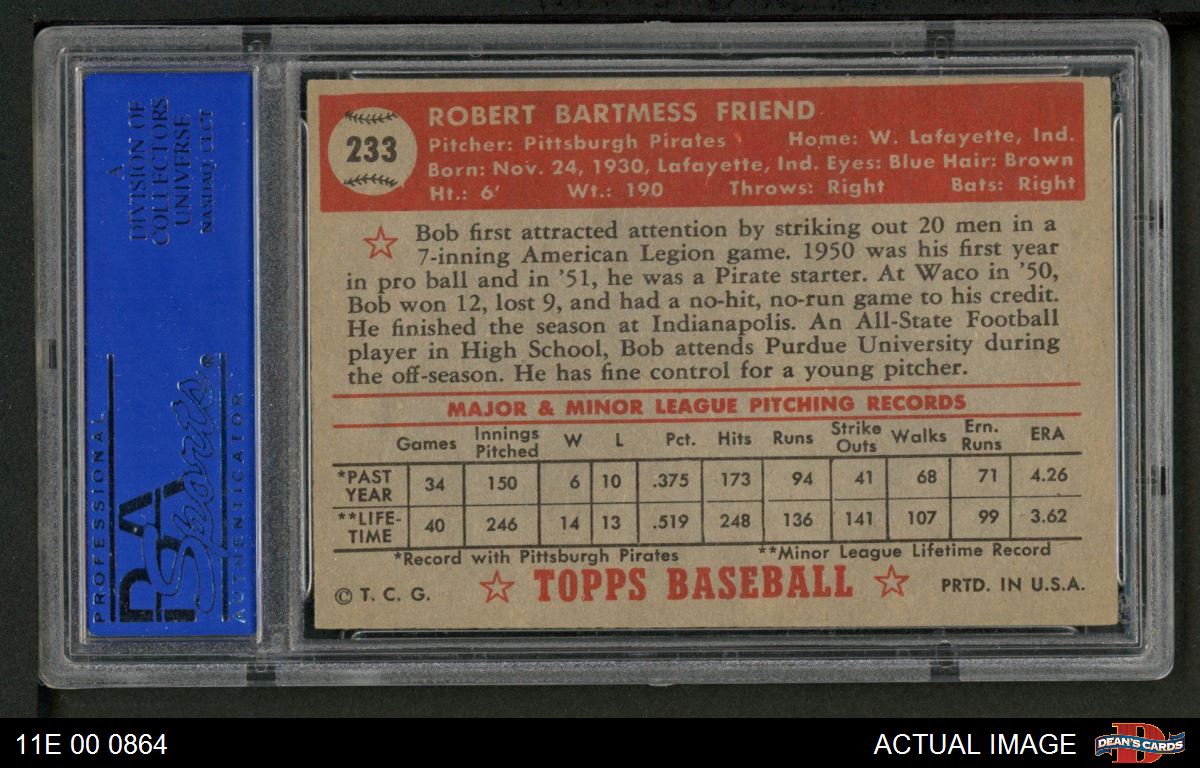 A
DIVISION OF
COLLECTORS
UNIVERSE
NASDAQ, CLCT
PROFESSIONAL
PSA
Sports®
AUTHENTICATOR
233
ROBERT BARTMESS FRIEND
Pitcher: Pittsburgh Pirates Home: W. Lafayette, Ind.
Born: Nov. 24, 1930, Lafayette, Ind. Eyes: Blue Hair: Brown
Ht.: 6' Wt.: 190 Throws: Right Bats: Right
Bob first attracted attention by striking out 20 men in a
7-inning American Legion game. 1950 was his first year
in pro ball and in '51, he was a Pirate starter. At Waco in '50,
Bob won 12, lost 9, and had a no-hit, no-run game to his credit.
He finished the season at Indianapolis. An All-State Football
player in High School, Bob attends Purdue University during
the off-season. He has fine control for a young pitcher.
MAJOR & MINOR LEAGUE PITCHING RECORDS
Games Innings Pitched W L Pct. Hits Runs Strike Outs Walks Ern. Runs ERA
*PAST YEAR 34 150 6 10 .375 173 94 41 68 71 4.26
**LIFE-TIME 40 246 14 13 .519 248 136 141 107 99 3.62
*Record with Pittsburgh Pirates **Minor League Lifetime Record
© T. C. G. TOPPS BASEBALL PRTD. IN U.S.A.
11E 00 0864 ACTUAL IMAGE DEAN'S CARDS